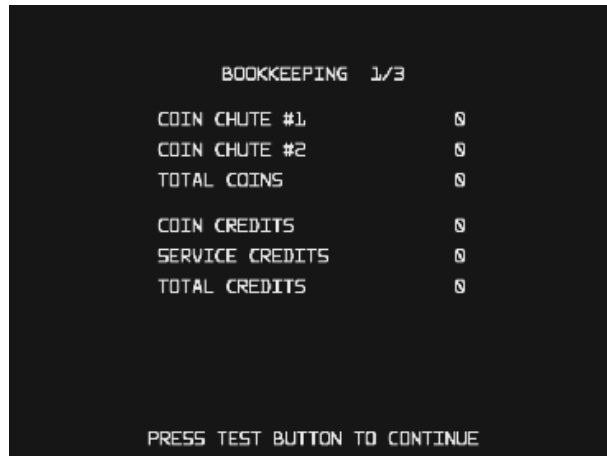 BOOKKEEPING 1/3
COIN CHUTE #1 0
COIN CHUTE #2 0
TOTAL COINS 0
COIN CREDITS 0
SERVICE CREDITS 0
TOTAL CREDITS 0
PRESS TEST BUTTON TO CONTINUE